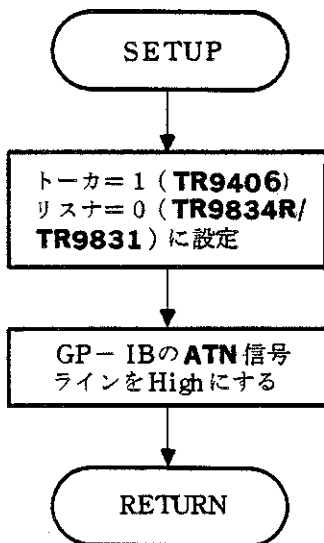 SETUP
トーカ＝1（TR9406）
リスナ＝0（TR9834R/
TR9831）に設定
GP－IBのATN信号
ラインをHighにする
RETURN